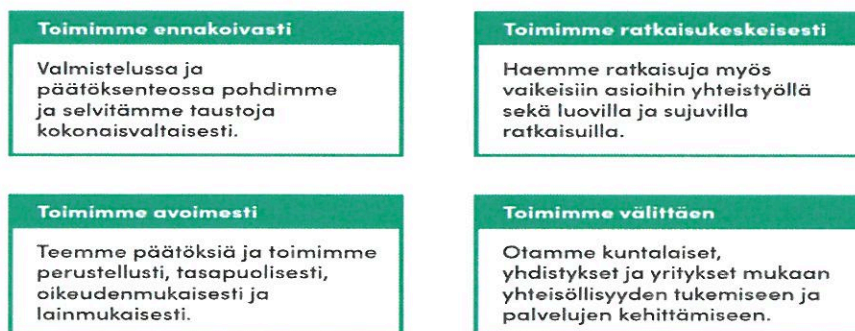 Toimimme ennakoivasti
Valmistelussa ja
päätöksenteossa pohdimme
ja selvitämme taustoja
kokonaisvaltaisesti.
Toimimme ratkaisukeskeisesti
Haemme ratkaisuja myös
vaikeisiin asioihin yhteistyöllä
sekä luovilla ja sujuvilla
ratkaisuilla.
Toimimme avoimesti
Teemme päätöksiä ja toimimme
perustellusti, tasapuolisesti,
oikeudenmukaisesti ja
lainmukaisesti.
Toimimme välittäen
Otamme kuntalaiset,
yhdistykset ja yritykset mukaan
yhteisöllisyyden tukemiseen ja
palvelujen kehittämiseen.